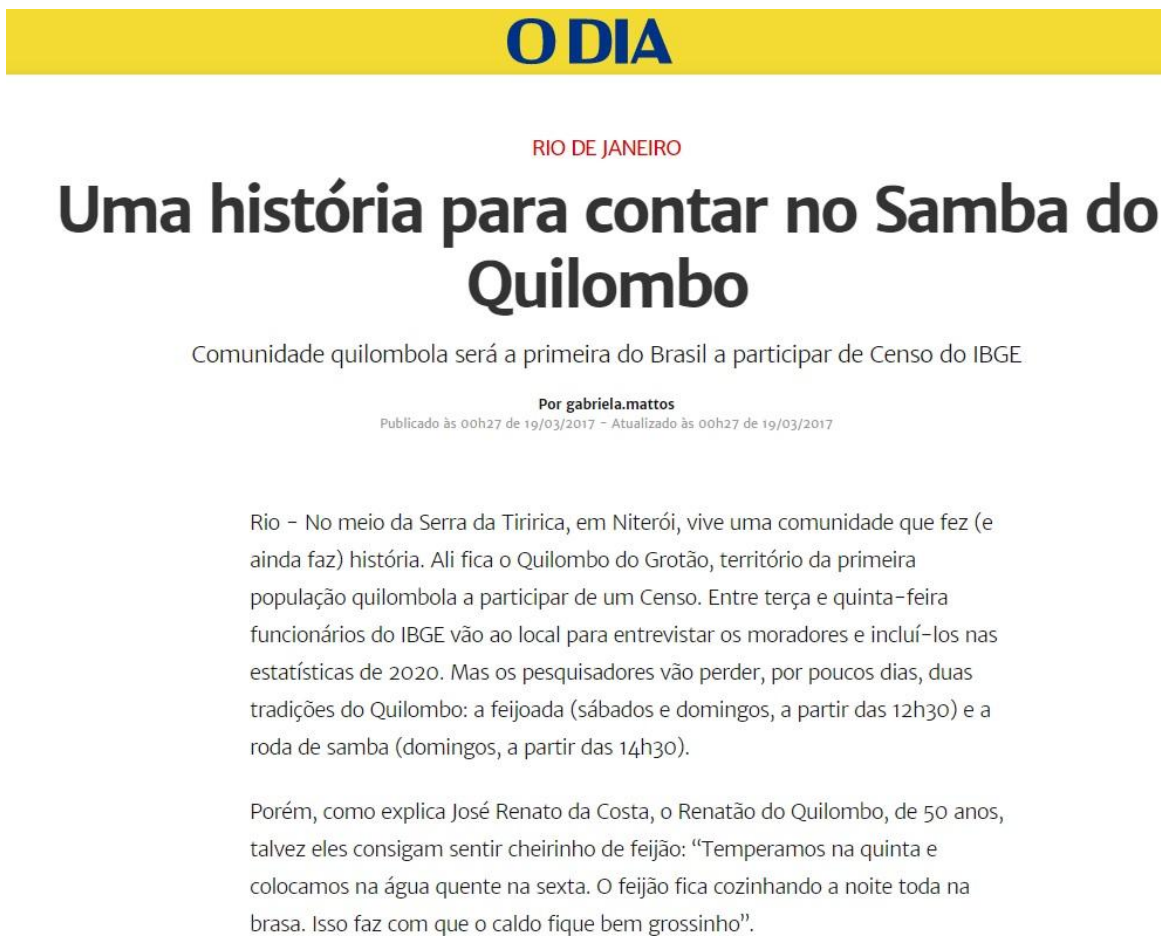 O DIA
RIO DE JANEIRO
Uma história para contar no Samba do
Quilombo
Comunidade quilombola será a primeira do Brasil a participar de Censo do IBGE
Por gabriela.mattos
Publicado às 00h27 de 19/03/2017 - Atualizado às 00h27 de 19/03/2017
Rio - No meio da Serra da Tiririca, em Niterói, vive uma comunidade que fez (e
ainda faz) história. Ali fica o Quilombo do Grotão, território da primeira
população quilombola a participar de um Censo. Entre terça e quinta-feira
funcionários do IBGE vão ao local para entrevistar os moradores e incluí-los nas
estatísticas de 2020. Mas os pesquisadores vão perder, por poucos dias, duas
tradições do Quilombo: a feijoada (sábados e domingos, a partir das 12h30) e a
roda de samba (domingos, a partir das 14h30).
Porém, como explica José Renato da Costa, o Renatão do Quilombo, de 50 anos,
talvez eles consigam sentir cheirinho de feijão: “Temperamos na quinta e
colocamos na água quente na sexta. O feijão fica cozinhando a noite toda na
brasa. Isso faz com que o caldo fique bem grossinho”.